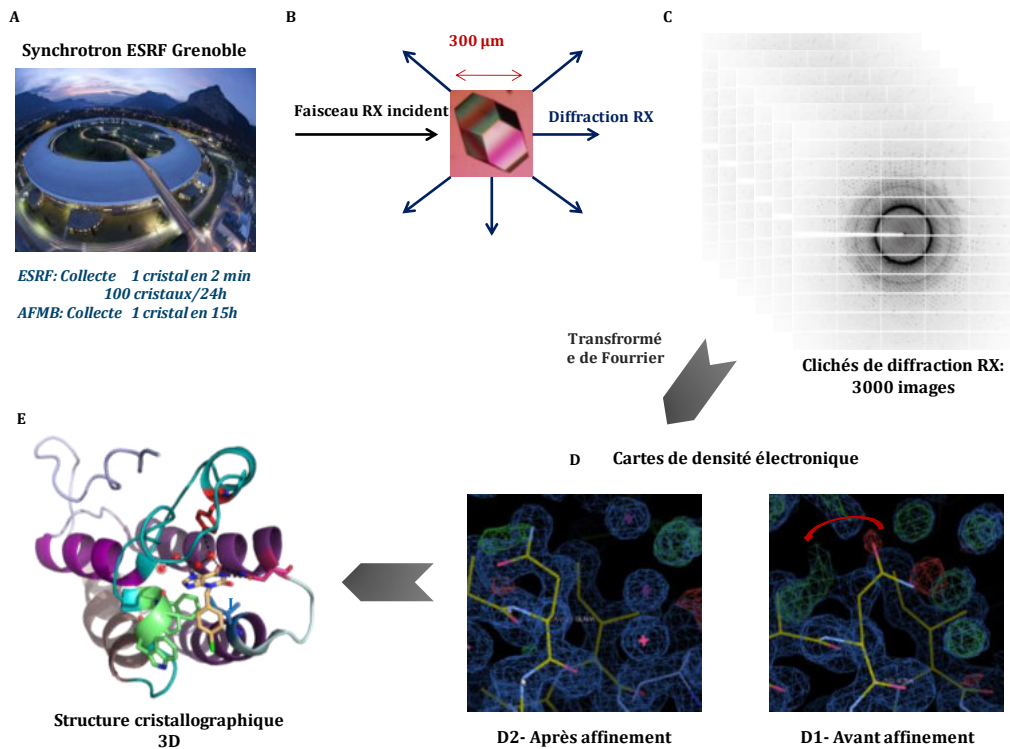 A
Synchrotron ESRF Grenoble
ESRF: Collecte 1 cristal en 2 min
100 cristaux/24h
AFMB: Collecte 1 cristal en 15h
B
300 µm
Faisceau RX incident
Diffraction RX
C
Clichés de diffraction RX:
3000 images
Transformé
e de Fourrier
D Cartes de densité électronique
D2- Après affinement
D1- Avant affinement
E
Structure cristallographique
3D